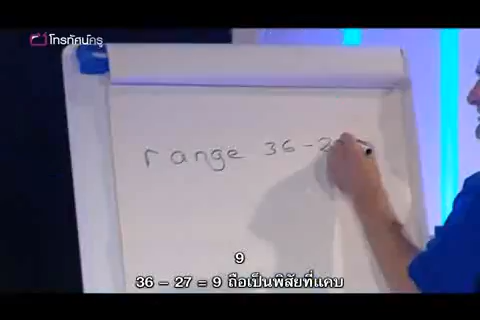 โทรทัศน์ครู
range 36-2
9
36 – 27 = 9 ถือเป็นพิสัยที่แคบ